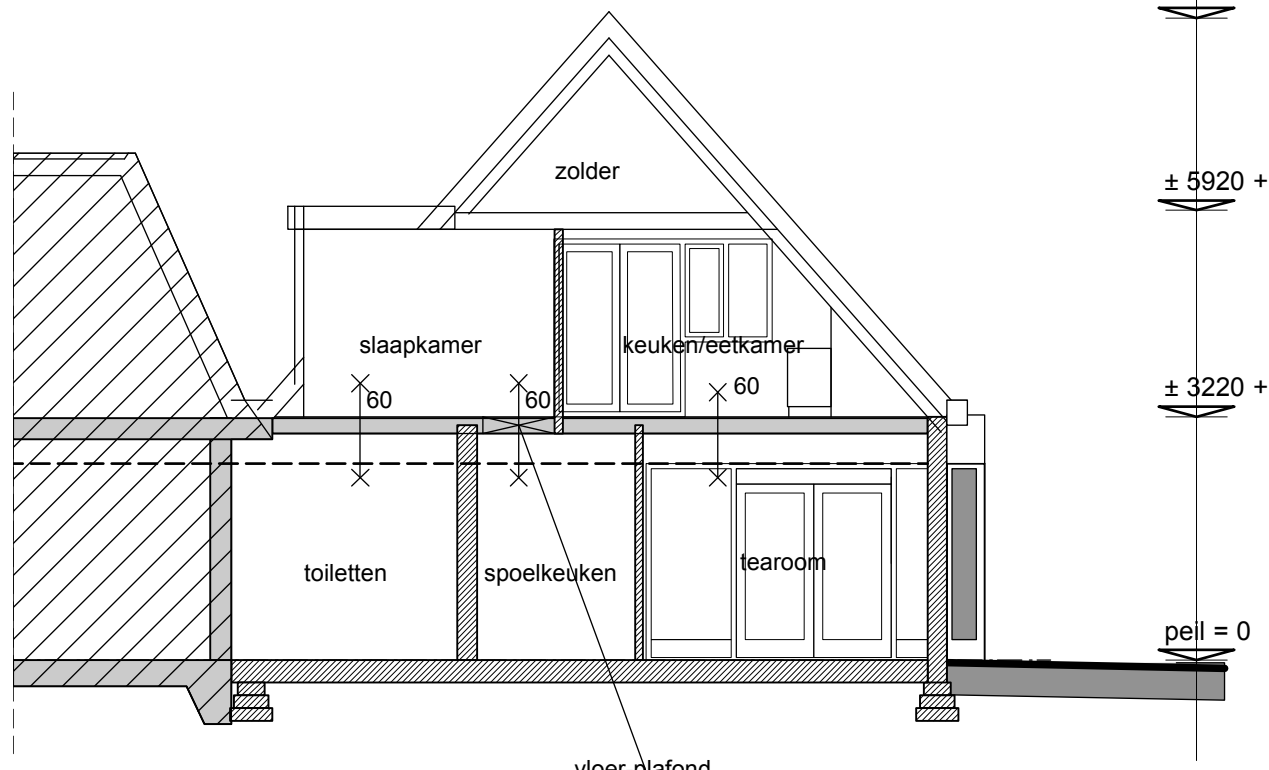 zolder
± 5920 +
slaapkamer
keuken/eetkamer
60
60
60
± 3220 +
toiletten
spoelkeuken
tearoom
peil = 0
vloer plafond